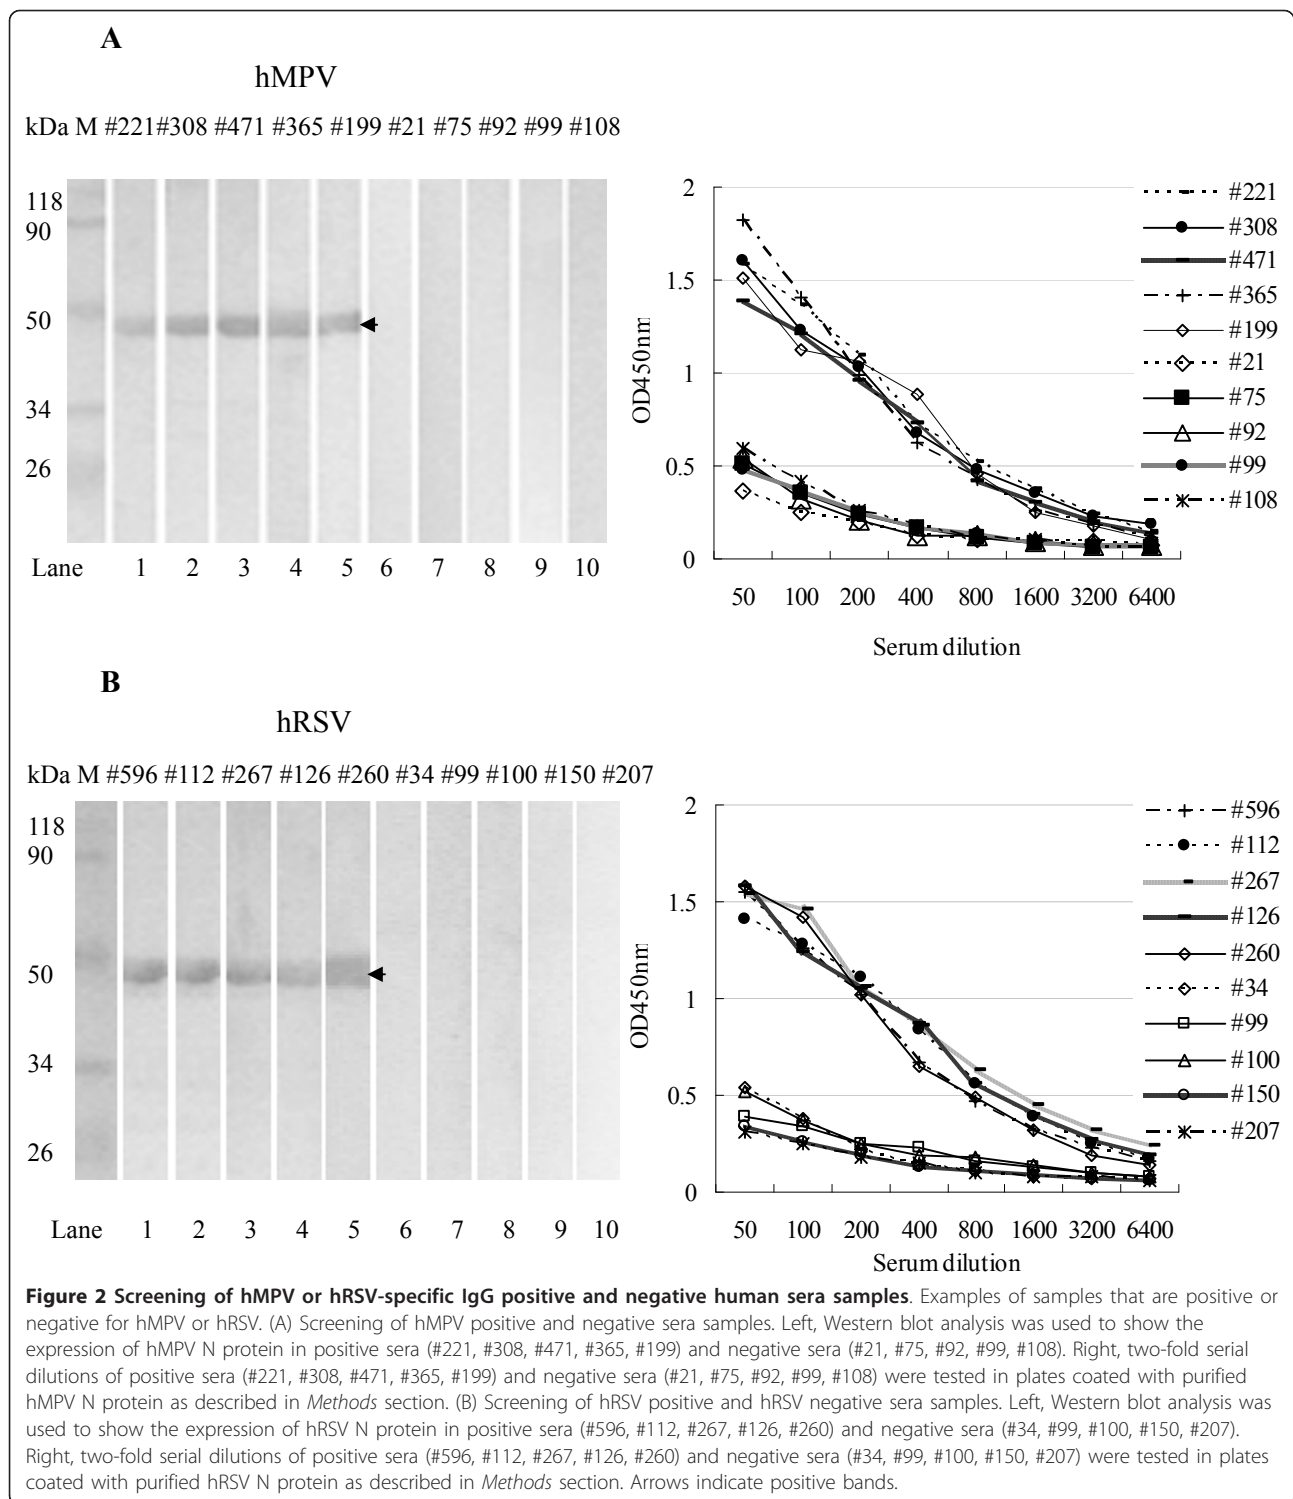 A
hMPV
kDa M #221#308 #471 #365 #199 #21 #75 #92 #99 #108
118
90
50
34
26
Lane 1 2 3 4 5 6 7 8 9 10
2
1.5
1
0.5
0
OD450nm
50 100 200 400 800 1600 3200 6400
Serum dilution
#221
#308
#471
#365
#199
#21
#75
#92
#99
#108
B
hRSV
kDa M #596 #112 #267 #126 #260 #34 #99 #100 #150 #207
118
90
50
34
26
Lane 1 2 3 4 5 6 7 8 9 10
2
1.5
1
0.5
0
OD450nm
50 100 200 400 800 1600 3200 6400
Serum dilution
#596
#112
#267
#126
#260
#34
#99
#100
#150
#207
Figure 2 Screening of hMPV or hRSV-specific IgG positive and negative human sera samples. Examples of samples that are positive or
negative for hMPV or hRSV. (A) Screening of hMPV positive and negative sera samples. Left, Western blot analysis was used to show the
expression of hMPV N protein in positive sera (#221, #308, #471, #365, #199) and negative sera (#21, #75, #92, #99, #108). Right, two-fold serial
dilutions of positive sera (#221, #308, #471, #365, #199) and negative sera (#21, #75, #92, #99, #108) were tested in plates coated with purified
hMPV N protein as described in Methods section. (B) Screening of hRSV positive and hRSV negative sera samples. Left, Western blot analysis was
used to show the expression of hRSV N protein in positive sera (#596, #112, #267, #126, #260) and negative sera (#34, #99, #100, #150, #207).
Right, two-fold serial dilutions of positive sera (#596, #112, #267, #126, #260) and negative sera (#34, #99, #100, #150, #207) were tested in plates
coated with purified hRSV N protein as described in Methods section. Arrows indicate positive bands.